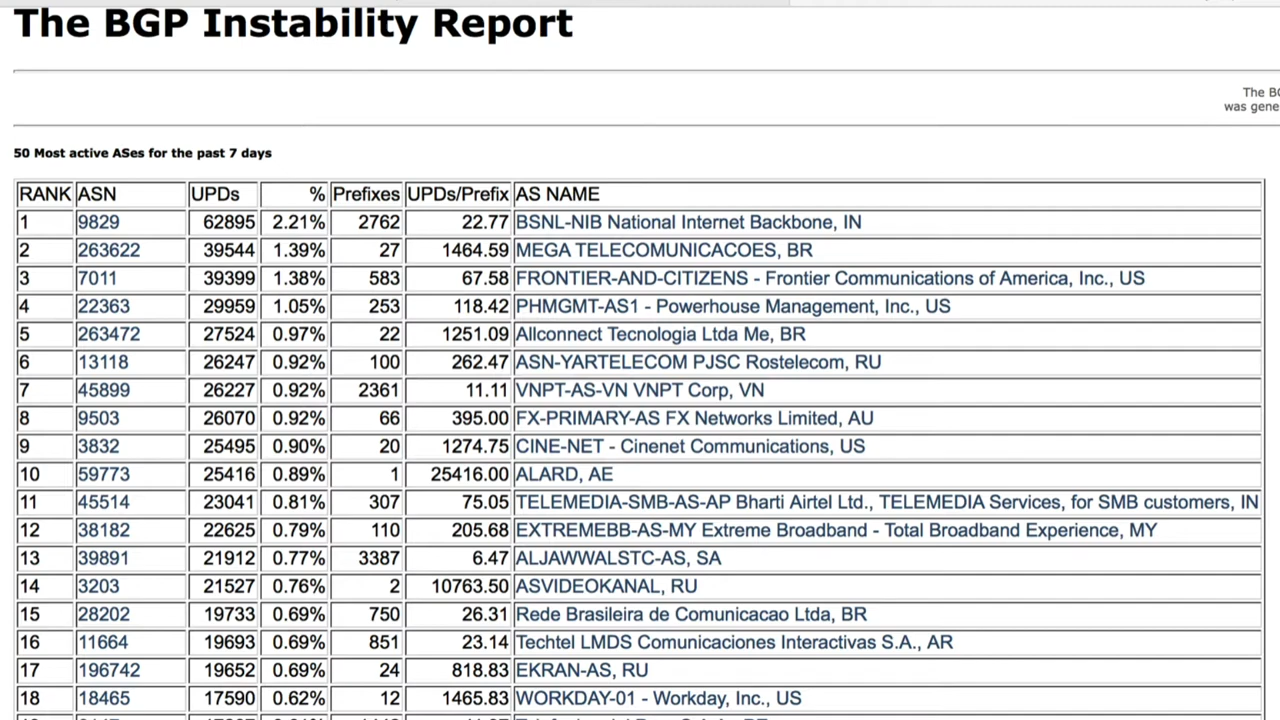 The BGP Instability Report
The BG
was gene
50 Most active ASes for the past 7 days
RANK ASN UPDs % Prefixes UPDs/Prefix AS NAME
1 9829 62895 2.21% 2762 22.77 BSNL-NIB National Internet Backbone, IN
2 263622 39544 1.39% 27 1464.59 MEGA TELECOMUNICACOES, BR
3 7011 39399 1.38% 583 67.58 FRONTIER-AND-CITIZENS - Frontier Communications of America, Inc., US
4 22363 29959 1.05% 253 118.42 PHMGMT-AS1 - Powerhouse Management, Inc., US
5 263472 27524 0.97% 22 1251.09 Allconnect Tecnologia Ltda Me, BR
6 13118 26247 0.92% 100 262.47 ASN-YARTELECOM PJSC Rostelecom, RU
7 45899 26227 0.92% 2361 11.11 VNPT-AS-VN VNPT Corp, VN
8 9503 26070 0.92% 66 395.00 FX-PRIMARY-AS FX Networks Limited, AU
9 3832 25495 0.90% 20 1274.75 CINE-NET - Cinenet Communications, US
10 59773 25416 0.89% 1 25416.00 ALARD, AE
11 45514 23041 0.81% 307 75.05 TELEMEDIA-SMB-AS-AP Bharti Airtel Ltd., TELEMEDIA Services, for SMB customers, IN
12 38182 22625 0.79% 110 205.68 EXTREMEBB-AS-MY Extreme Broadband - Total Broadband Experience, MY
13 39891 21912 0.77% 3387 6.47 ALJAWWALSTC-AS, SA
14 3203 21527 0.76% 2 10763.50 ASVIDEOKANAL, RU
15 28202 19733 0.69% 750 26.31 Rede Brasileira de Comunicacao Ltda, BR
16 11664 19693 0.69% 851 23.14 Techtel LMDS Comunicaciones Interactivas S.A., AR
17 196742 19652 0.69% 24 818.83 EKRAN-AS, RU
18 18465 17590 0.62% 12 1465.83 WORKDAY-01 - Workday, Inc., US